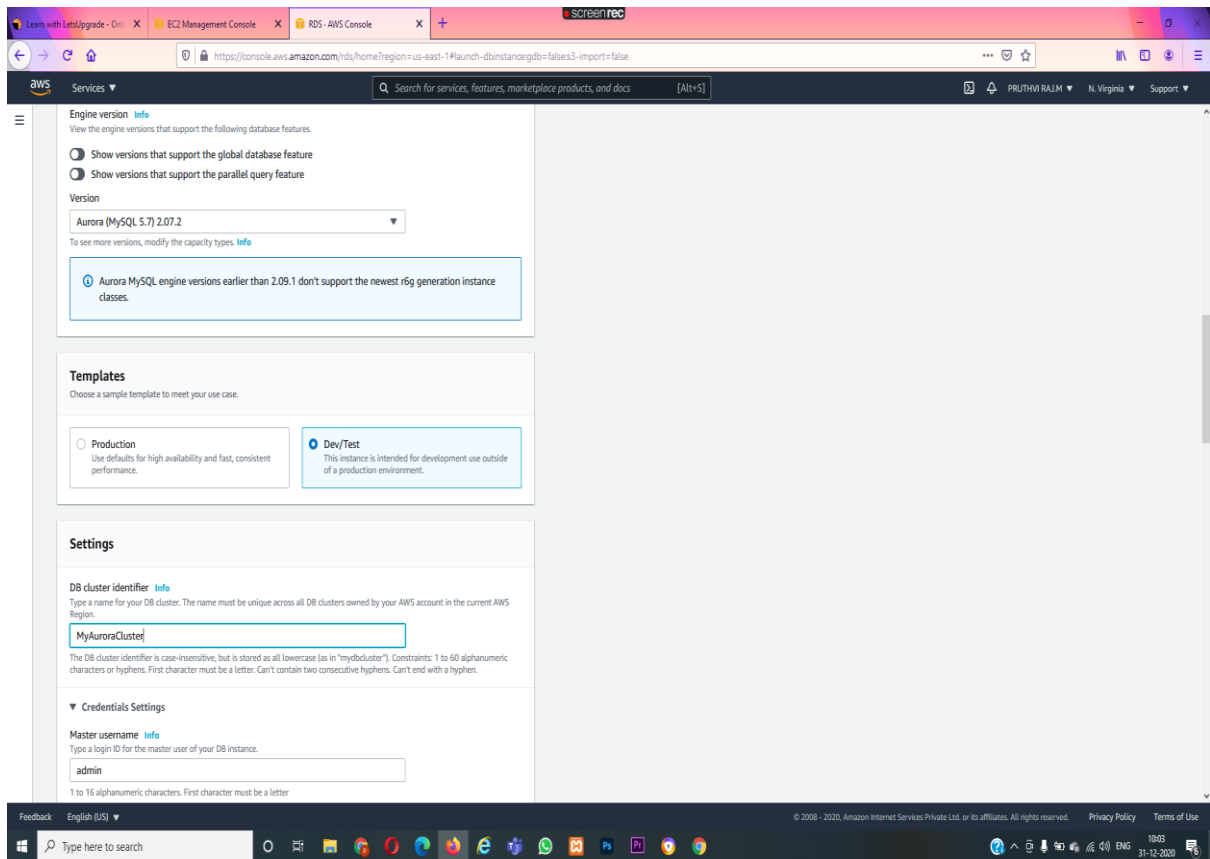 screenrec
Learn with LetsUpgrade - Onl
EC2 Management Console
RDS - AWS Console
https://console.aws.amazon.com/rds/home?region=us-east-1#launch-dbinstance;gdb=false;s3-import=false
aws
Services
Search for services, features, marketplace products, and docs
[Alt+S]
PRUTHVI RAJ.M
N. Virginia
Support
Engine version Info
View the engine versions that support the following database features.
Show versions that support the global database feature
Show versions that support the parallel query feature
Version
Aurora (MySQL 5.7) 2.07.2
To see more versions, modify the capacity types. Info
Aurora MySQL engine versions earlier than 2.09.1 don't support the newest r6g generation instance
classes.
Templates
Choose a sample template to meet your use case.
Production
Use defaults for high availability and fast, consistent
performance.
Dev/Test
This instance is intended for development use outside
of a production environment.
Settings
DB cluster identifier Info
Type a name for your DB cluster. The name must be unique across all DB clusters owned by your AWS account in the current AWS
Region.
MyAuroraCluster
The DB cluster identifier is case-insensitive, but is stored as all lowercase (as in "mydbcluster"). Constraints: 1 to 60 alphanumeric
characters or hyphens. First character must be a letter. Can't contain two consecutive hyphens. Can't end with a hyphen.
Credentials Settings
Master username Info
Type a login ID for the master user of your DB instance.
admin
1 to 16 alphanumeric characters. First character must be a letter
Feedback
English (US)
© 2008 - 2020, Amazon Internet Services Private Ltd. or its affiliates. All rights reserved.
Privacy Policy
Terms of Use
Type here to search
Ps
Pr
ENG
10:03
31-12-2020